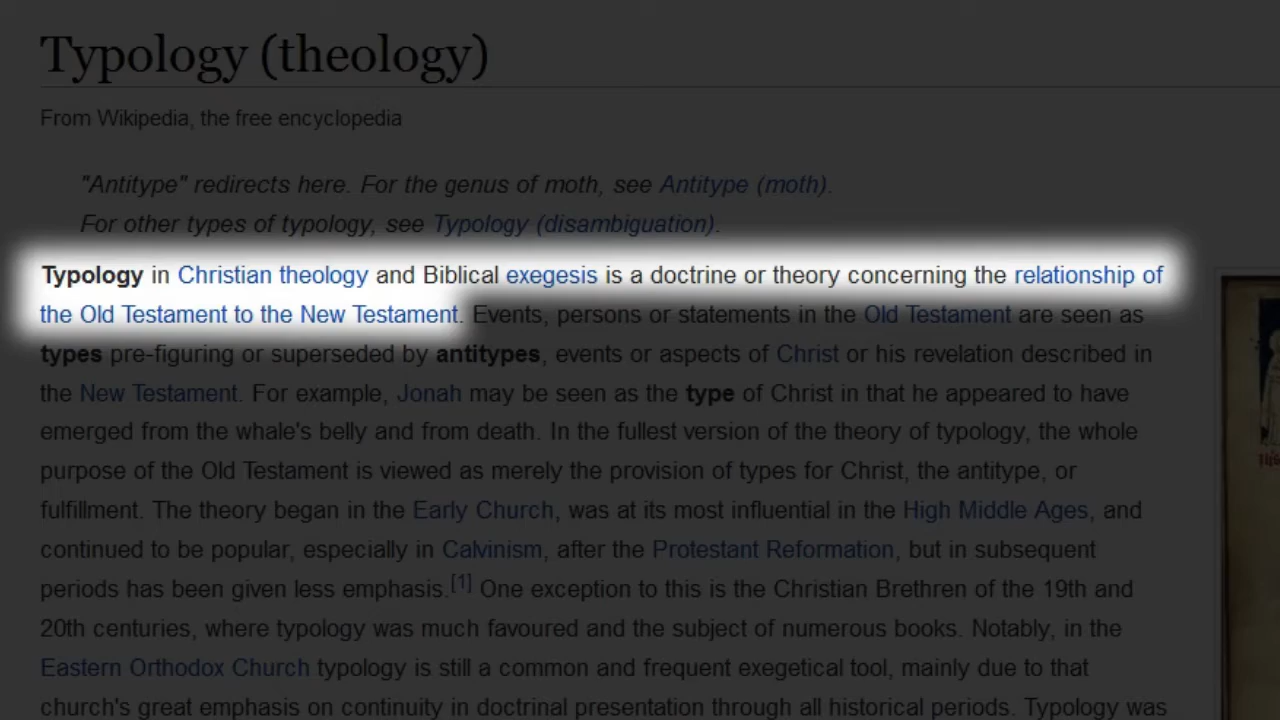 Typology (theology)
From Wikipedia, the free encyclopedia
"Antitype" redirects here. For the genus of moth, see Antitype (moth).
For other types of typology, see Typology (disambiguation).
Typology in Christian theology and Biblical exegesis is a doctrine or theory concerning the relationship of
the Old Testament to the New Testament. Events, persons or statements in the Old Testament are seen as
types pre-figuring or superseded by antitypes, events or aspects of Christ or his revelation described in
the New Testament. For example, Jonah may be seen as the type of Christ in that he appeared to have
emerged from the whale's belly and from death. In the fullest version of the theory of typology, the whole
purpose of the Old Testament is viewed as merely the provision of types for Christ, the antitype, or
fulfillment. The theory began in the Early Church, was at its most influential in the High Middle Ages, and
continued to be popular, especially in Calvinism, after the Protestant Reformation, but in subsequent
periods has been given less emphasis.[1] One exception to this is the Christian Brethren of the 19th and
20th centuries, where typology was much favoured and the subject of numerous books. Notably, in the
Eastern Orthodox Church typology is still a common and frequent exegetical tool, mainly due to that
church's great emphasis on continuity in doctrinal presentation through all historical periods. Typology was